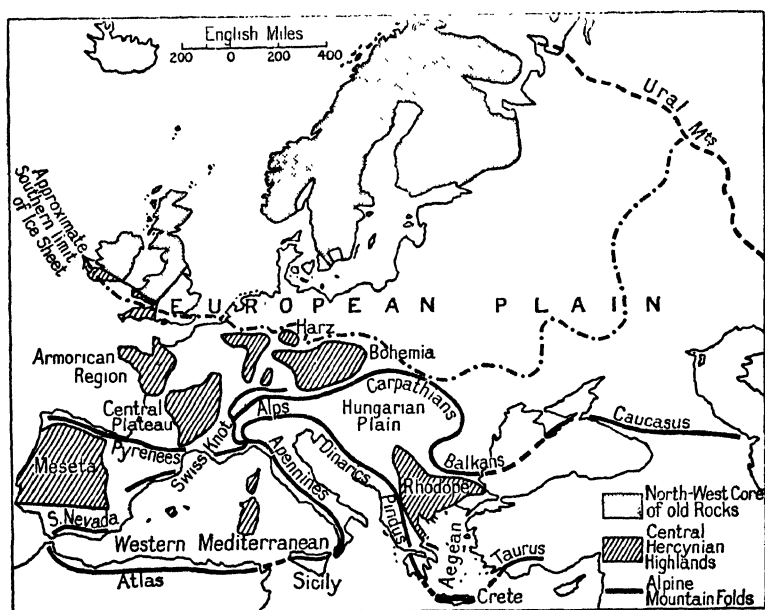 English Miles
200 0 200 400
Ural Mts
Approximate
Southern limit
of Ice Sheet
EUROPEAN PLAIN
Harz
Armorican
Region
Bohemia
Central
Plateau
Carpathians
Alps
Hungarian
Plain
Caucasus
Pyrenees
Swiss Knot
Meseta
Apennines
Dinarics
Balkans
Rhodope
S. Nevada
Pindus
Aegean
Western Mediterranean
Taurus
Atlas
Sicily
Crete
North-West Core
of old Rocks
Central
Hercynian
Highlands
Alpine
Mountain Folds